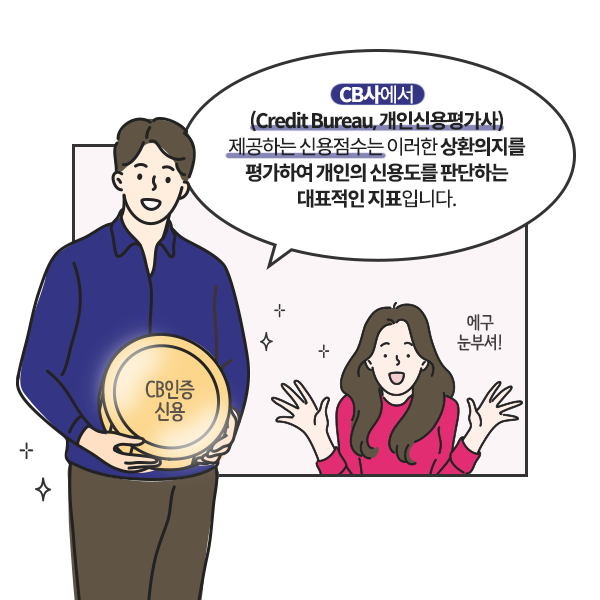 CB사에서
(Credit Bureau, 개인신용평가사)
제공하는 신용점수는 이러한 상환의지를
평가하여 개인의 신용도를 판단하는
대표적인 지표입니다.
에구
눈부셔!
CB인증
신용